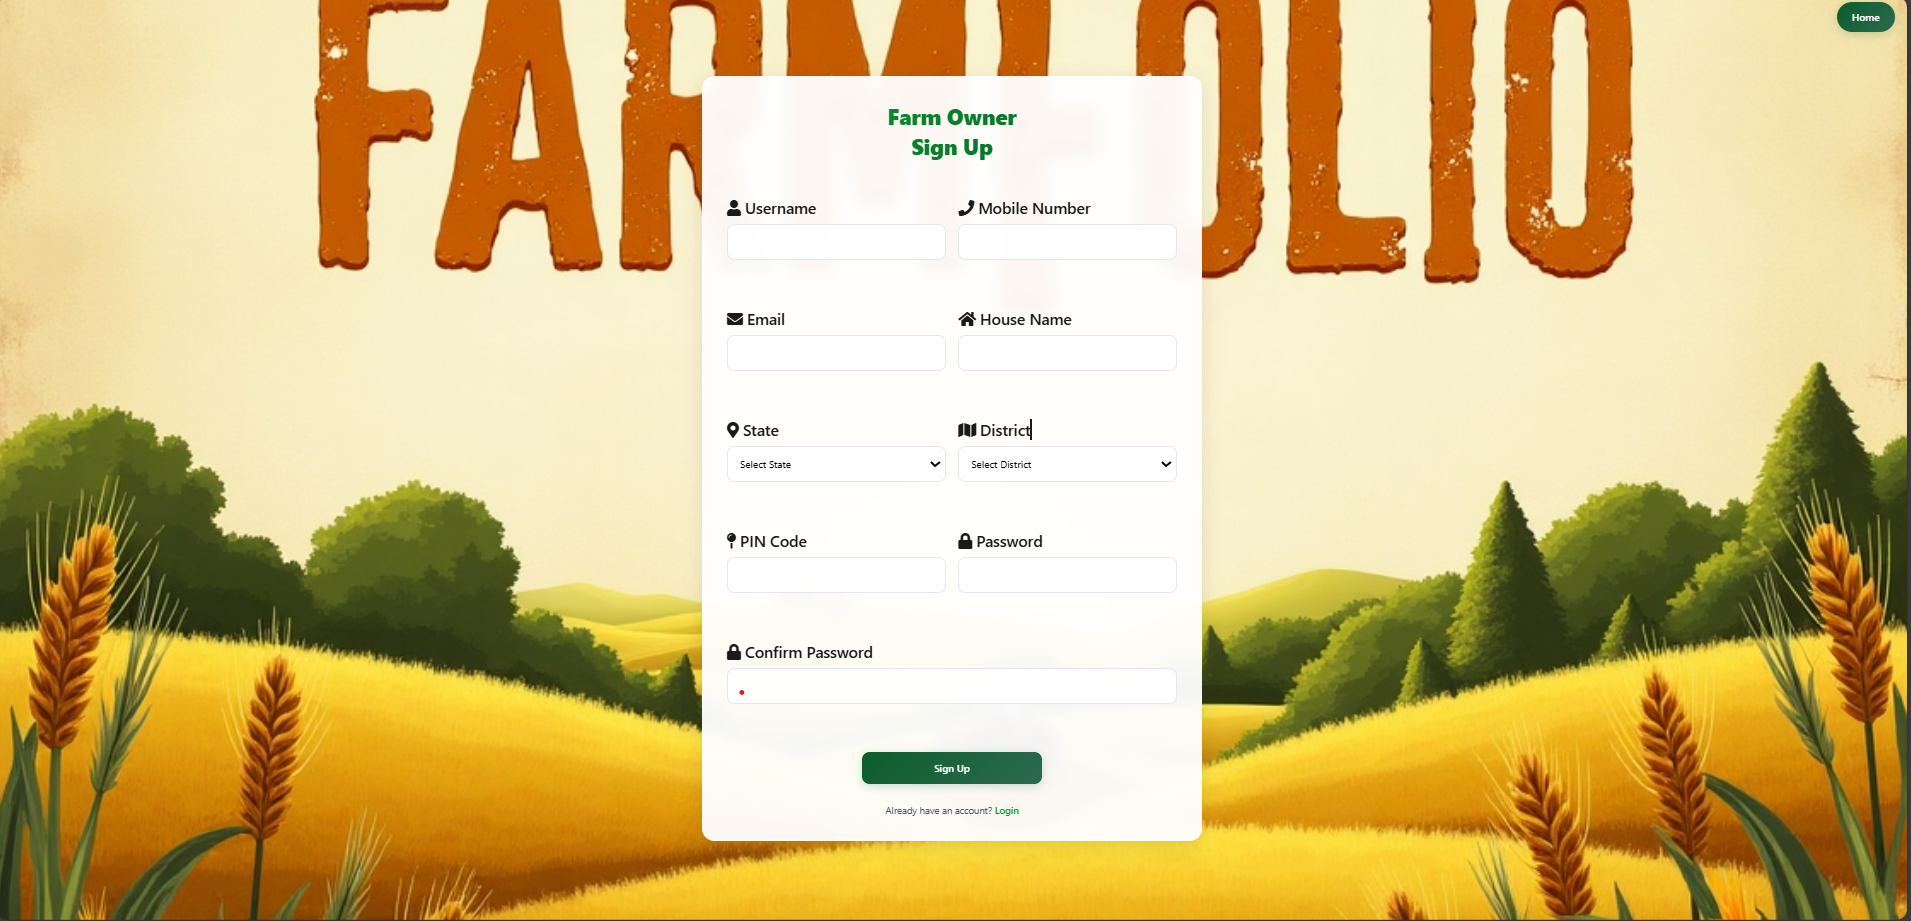 FARMFOLIO
Home
Farm Owner
Sign Up
Username
Mobile Number
Email
House Name
State
District
Select State
Select District
PIN Code
Password
Confirm Password
Sign Up
Already have an account? Login